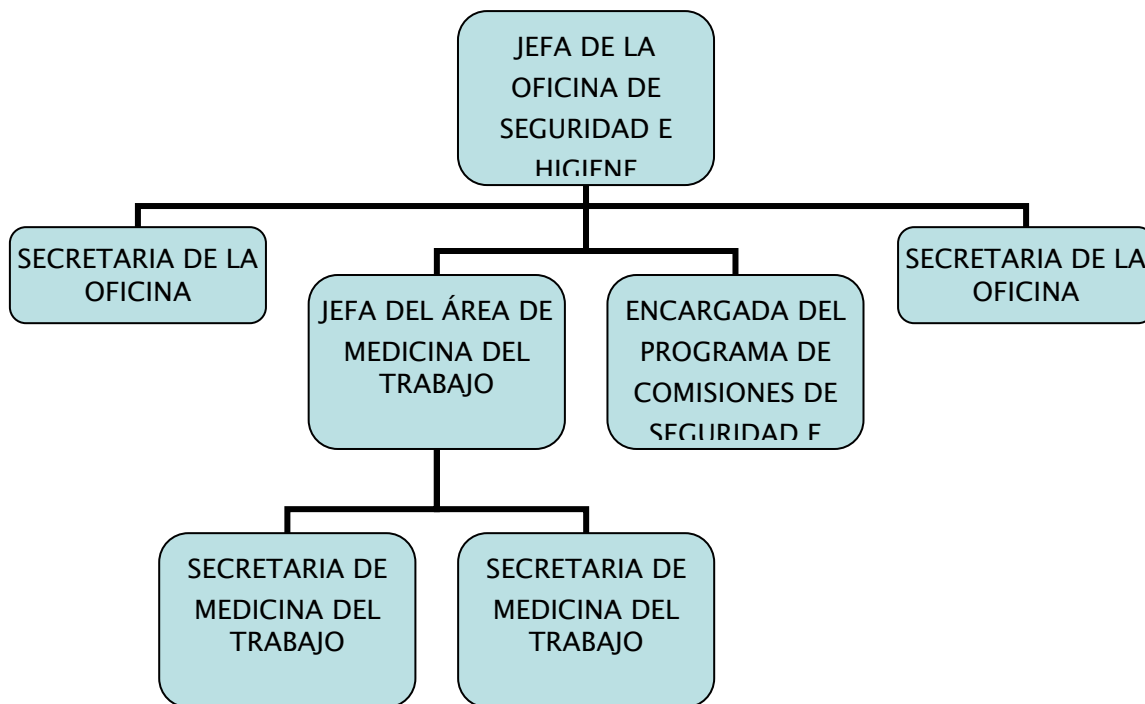 JEFA DE LA
OFICINA DE
SEGURIDAD E
HIGIENE
SECRETARIA DE LA
OFICINA
JEFA DEL ÁREA DE
MEDICINA DEL
TRABAJO
ENCARGADA DEL
PROGRAMA DE
COMISIONES DE
SEGURIDAD E
SECRETARIA DE LA
OFICINA
SECRETARIA DE
MEDICINA DEL
TRABAJO
SECRETARIA DE
MEDICINA DEL
TRABAJO